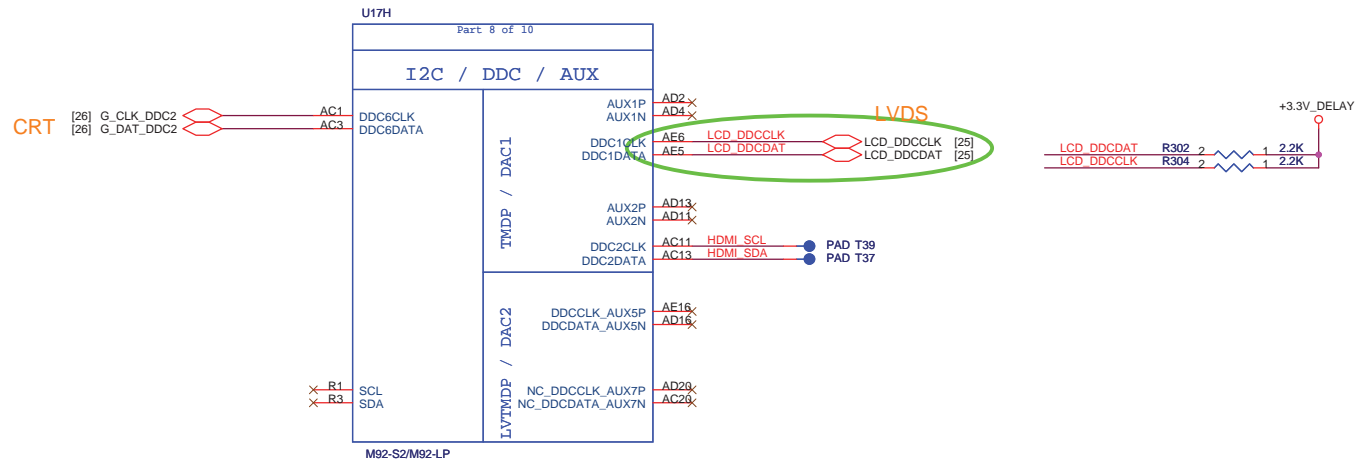 U17H
Part 8 of 10
I2C / DDC / AUX
CRT
[26] G_CLK_DDC2
[26] G_DAT_DDC2
AC1
AC3
DDC6CLK
DDC6DATA
TMDP / DAC1
AUX1P AD2
AUX1N AD4
LVDS
DDC1CLK AE6 LCD_DDCCLK LCD_DDCCLK [25]
DDC1DATA AE5 LCD_DDCDAT LCD_DDCDAT [25]
+3.3V_DELAY
LCD_DDCDAT R302 2 1 2.2K
LCD_DDCCLK R304 2 1 2.2K
AUX2P AD13
AUX2N AD11
DDC2CLK AC11 HDMI_SCL PAD T39
DDC2DATA AC13 HDMI_SDA PAD T37
LVTMDP / DAC2
DDCCLK_AUX5P AE16
DDCDATA_AUX5N AD16
R1 SCL
R3 SDA
NC_DDCCLK_AUX7P AD20
NC_DDCDATA_AUX7N AC20
M92-S2/M92-LP